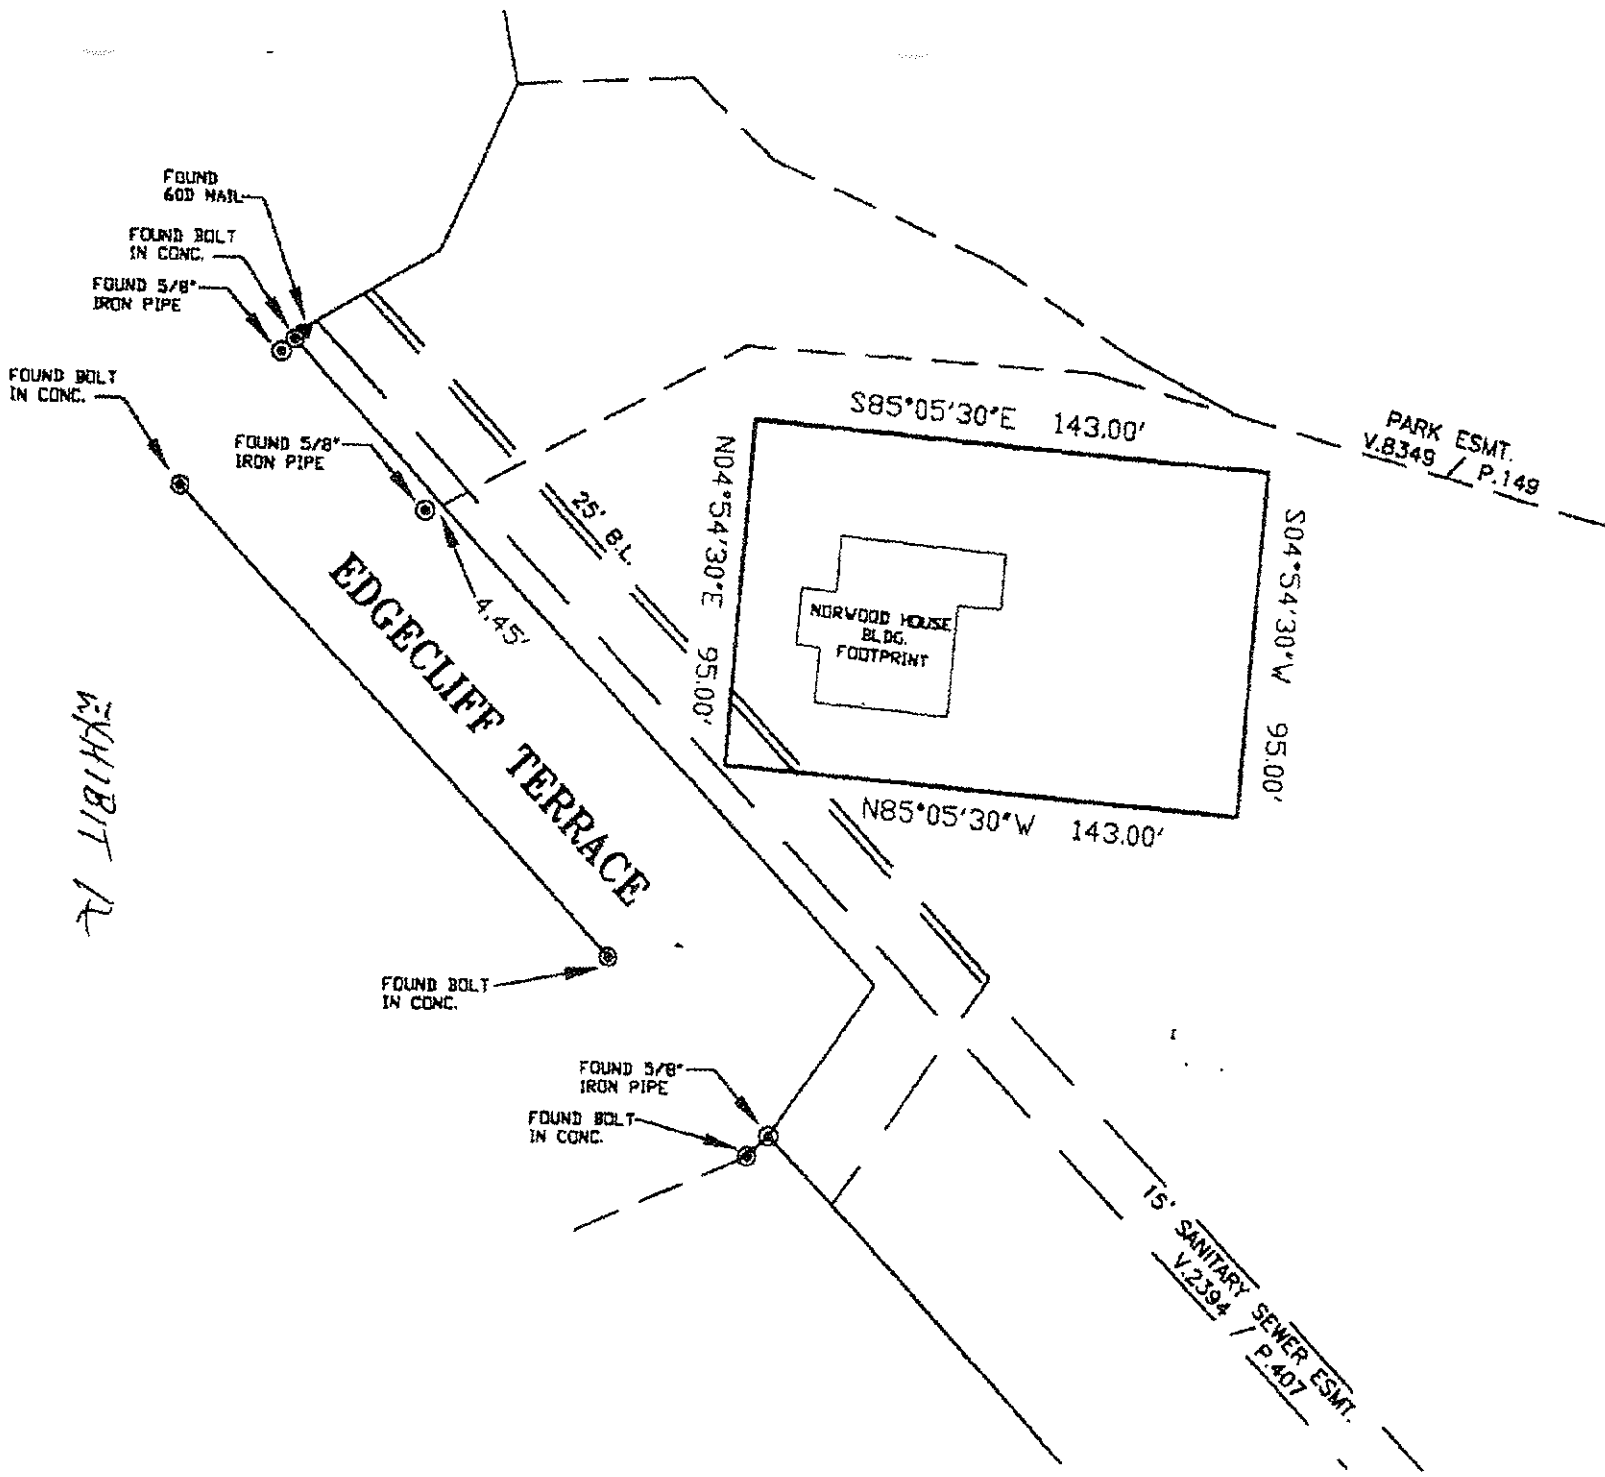 FOUND
60D NAIL
FOUND BOLT
IN CONC.
FOUND 5/8"
IRON PIPE
FOUND BOLT
IN CONC.
FOUND 5/8"
IRON PIPE
4.45'
25' B.L.
EDGECLIFF TERRACE
S85°05'30"E 143.00'
N04°54'30"E 95.00'
S04°54'30"W 95.00'
N85°05'30"W 143.00'
NORWOOD HOUSE
BLDG.
FOOTPRINT
PARK ESMT.
V.8349 / P.149
EXHIBIT A
FOUND BOLT
IN CONC.
FOUND 5/8"
IRON PIPE
FOUND BOLT
IN CONC.
15' SANITARY SEWER ESMT.
V.2394 / P.407